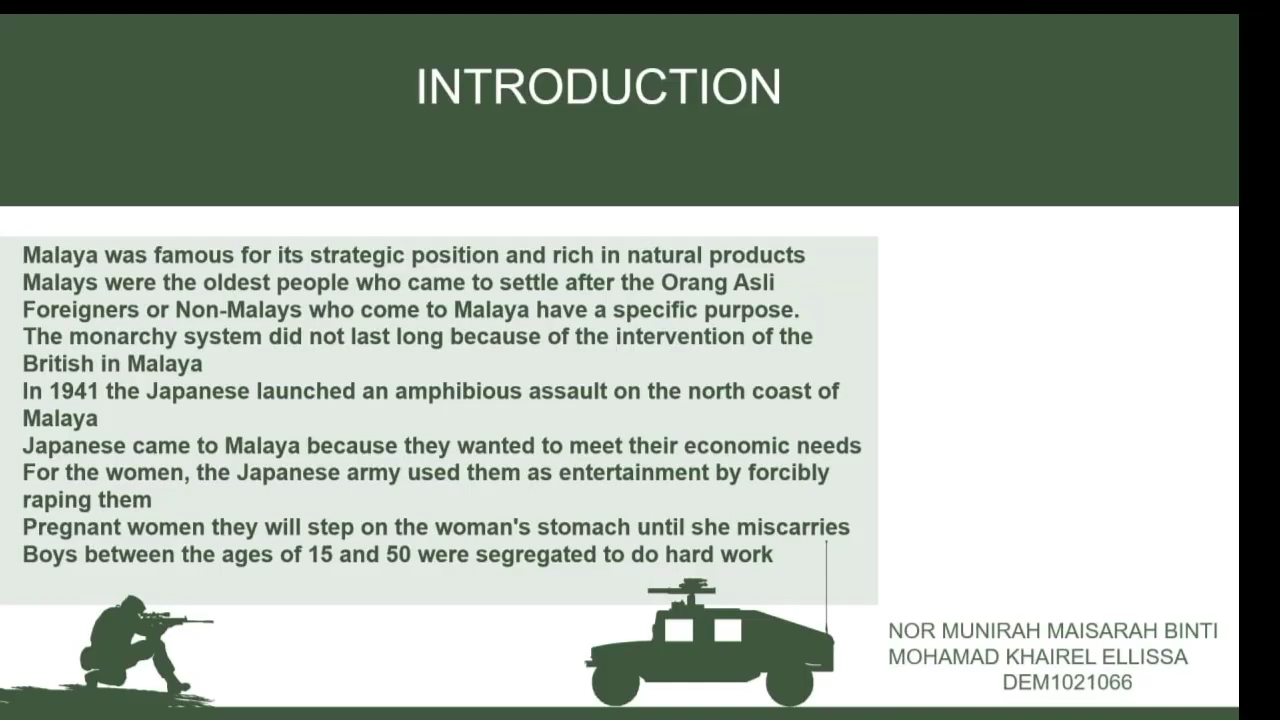 INTRODUCTION
Malaya was famous for its strategic position and rich in natural products
Malays were the oldest people who came to settle after the Orang Asli
Foreigners or Non-Malays who come to Malaya have a specific purpose.
The monarchy system did not last long because of the intervention of the
British in Malaya
In 1941 the Japanese launched an amphibious assault on the north coast of
Malaya
Japanese came to Malaya because they wanted to meet their economic needs
For the women, the Japanese army used them as entertainment by forcibly
raping them
Pregnant women they will step on the woman's stomach until she miscarries
Boys between the ages of 15 and 50 were segregated to do hard work
NOR MUNIRAH MAISARAH BINTI
MOHAMAD KHAIREL ELLISSA
DEM1021066